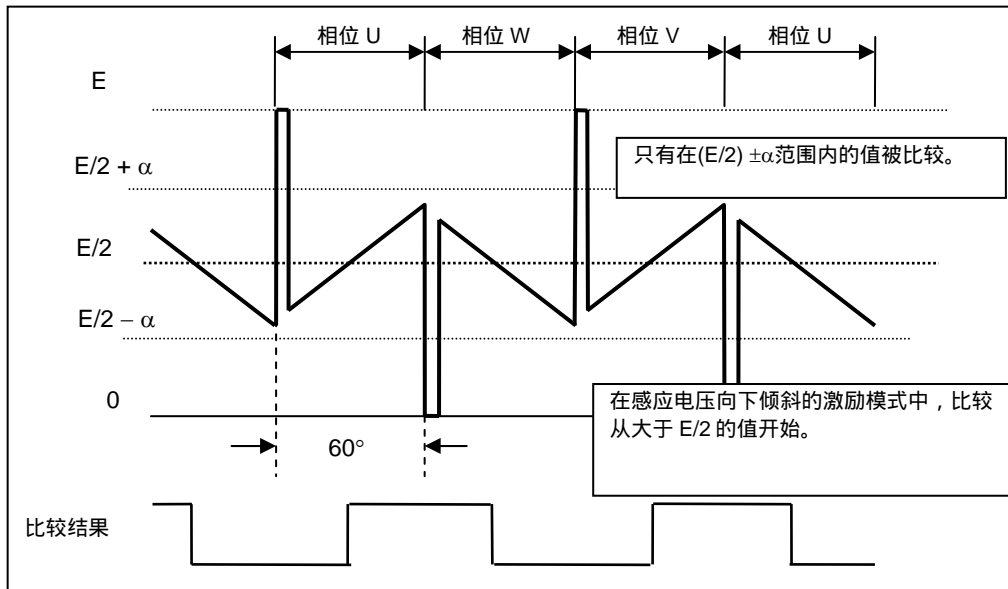 相位 U
相位 W
相位 V
相位 U
E
E/2 + α
只有在(E/2) ±α范围内的值被比较。
E/2
E/2 – α
0
在感应电压向下倾斜的激励模式中，比较
从大于 E/2 的值开始。
60°
比较结果